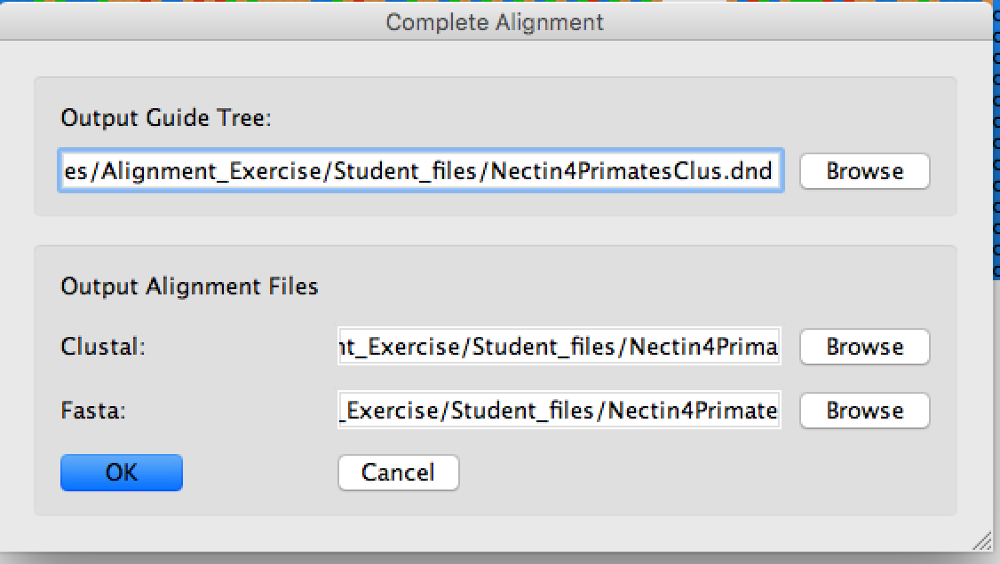 Complete Alignment
Output Guide Tree:
es/Alignment_Exercise/Student_files/Nectin4PrimatesClus.dnd Browse
Output Alignment Files
Clustal: nt_Exercise/Student_files/Nectin4Prima Browse
Fasta: _Exercise/Student_files/Nectin4Primate Browse
OK Cancel